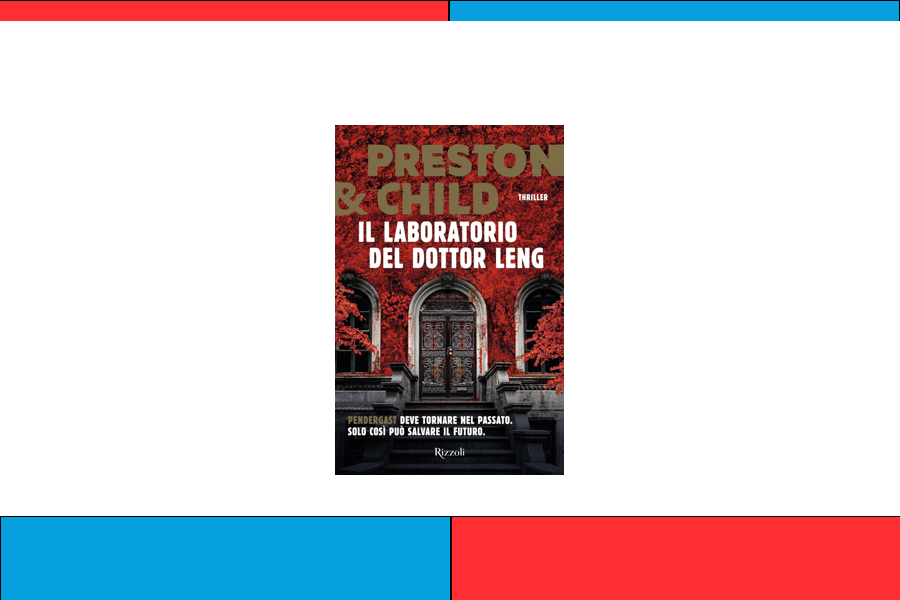 PRESTON
& CHILD
THRILLER
IL LABORATORIO
DEL DOTTOR LENG
PENDERGAST DEVE TORNARE NEL PASSATO.
SOLO COSÌ PUÒ SALVARE IL FUTURO.
Rizzoli